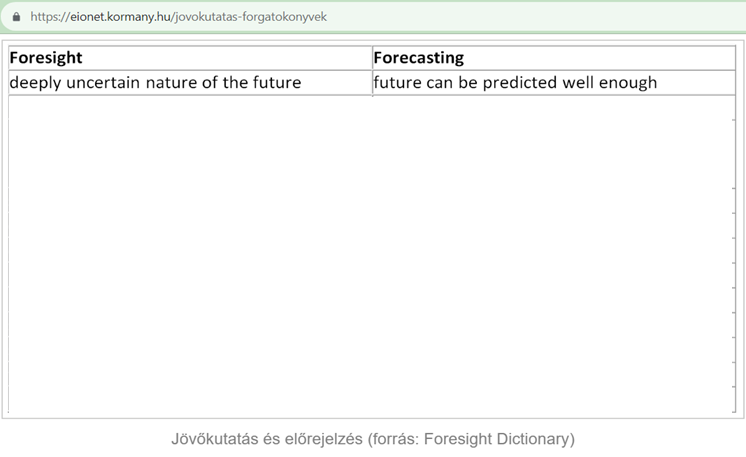 https://eionet.kormany.hu/jovokutatas-forgatokonyvek
Foresight Forecasting
deeply uncertain nature of the future future can be predicted well enough
Jövőkutatás és előrejelzés (forrás: Foresight Dictionary)